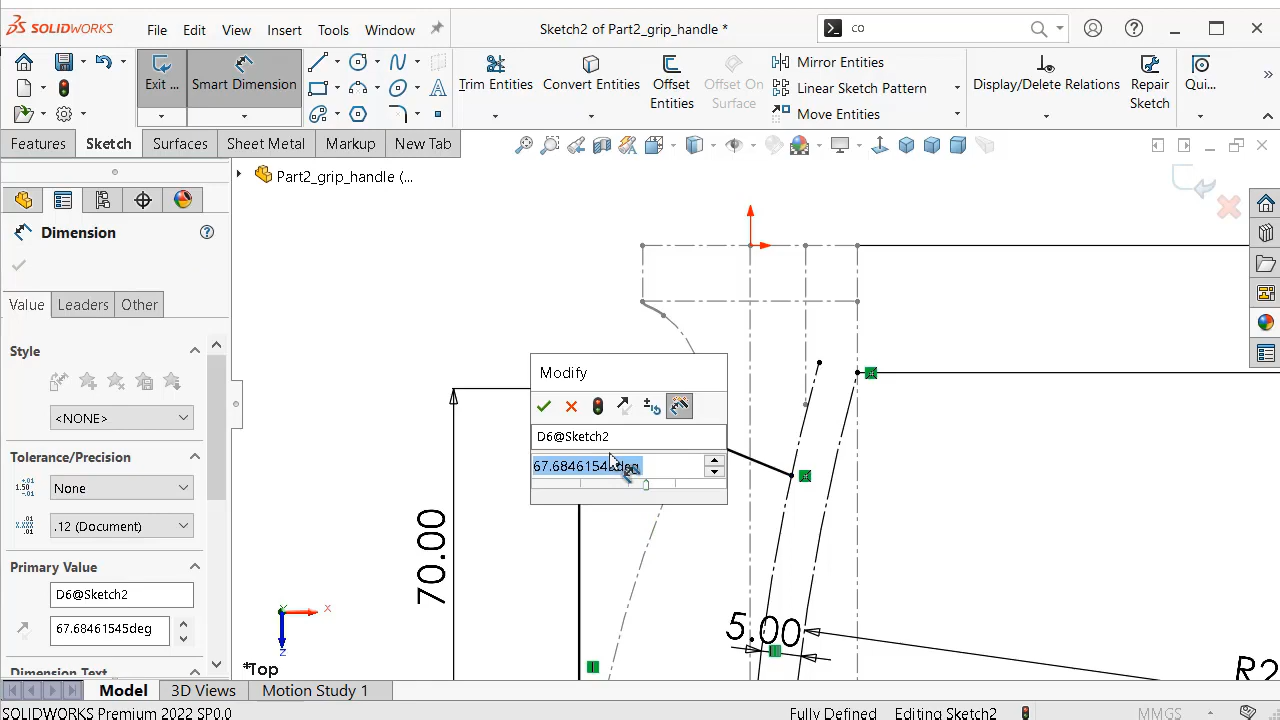 SOLIDWORKS
File Edit View Insert Tools Window
Sketch2 of Part2_grip_handle *
co
Exit ...
Smart Dimension
Trim Entities
Convert Entities
Offset
Entities
Offset On
Surface
Mirror Entities
Linear Sketch Pattern
Move Entities
Display/Delete Relations
Repair
Sketch
Qui...
Features Sketch Surfaces Sheet Metal Markup New Tab
Part2_grip_handle (...
Dimension
Value Leaders Other
Style
<NONE>
Tolerance/Precision
None
.12 (Document)
Primary Value
D6@Sketch2
67.68461545deg
Dimension Text
Modify
D6@Sketch2
70.00
5.00
R2
x
Y
z
*Top
Model 3D Views Motion Study 1
SOLIDWORKS Premium 2022 SP0.0
Fully Defined
Editing Sketch2
MMGS